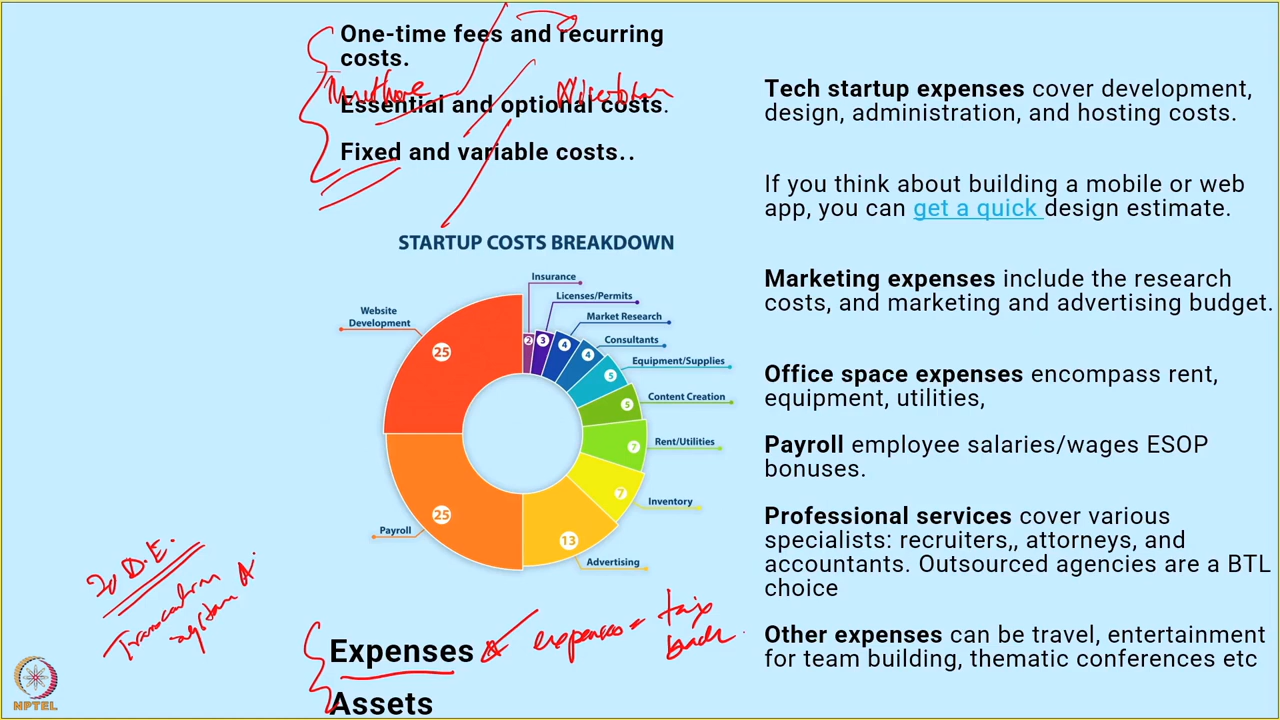 One-time fees and recurring
costs.
Essential and optional costs.
Fixed and variable costs..
STARTUP COSTS BREAKDOWN
Insurance
Licenses/Permits
Market Research
Consultants
Equipment/Supplies
Content Creation
Rent/Utilities
Inventory
Advertising
Payroll
Website
Development
2
3
4
4
5
5
7
7
13
25
25
Expenses
expenses =
Assets
20 D.E.
Tech startup expenses cover development,
design, administration, and hosting costs.
If you think about building a mobile or web
app, you can get a quick design estimate.
Marketing expenses include the research
costs, and marketing and advertising budget.
Office space expenses encompass rent,
equipment, utilities,
Payroll employee salaries/wages ESOP
bonuses.
Professional services cover various
specialists: recruiters,, attorneys, and
accountants. Outsourced agencies are a BTL
choice
Other expenses can be travel, entertainment
for team building, thematic conferences etc
NPTEL